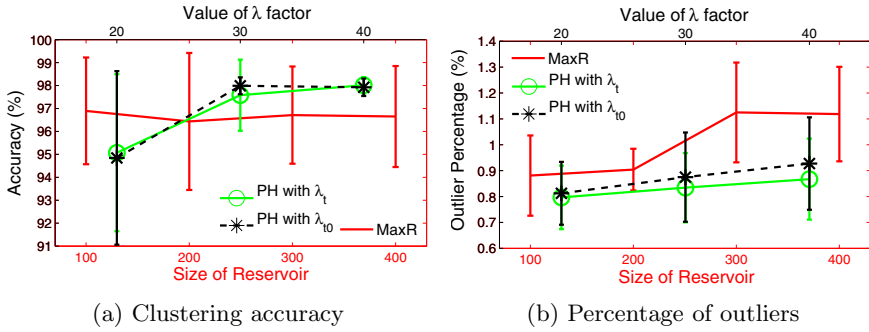 Value of λ factor
20 30 40
100
99
98
97
96
95
94
93
92
91
Accuracy (%)
PH with λt
PH with λt0
MaxR
100 200 300 400
Size of Reservoir
(a) Clustering accuracy
Value of λ factor
20 30 40
1.4
1.3
1.2
1.1
1
0.9
0.8
0.7
0.6
Outlier Percentage (%)
MaxR
PH with λt
PH with λt0
100 200 300 400
Size of Reservoir
(b) Percentage of outliers